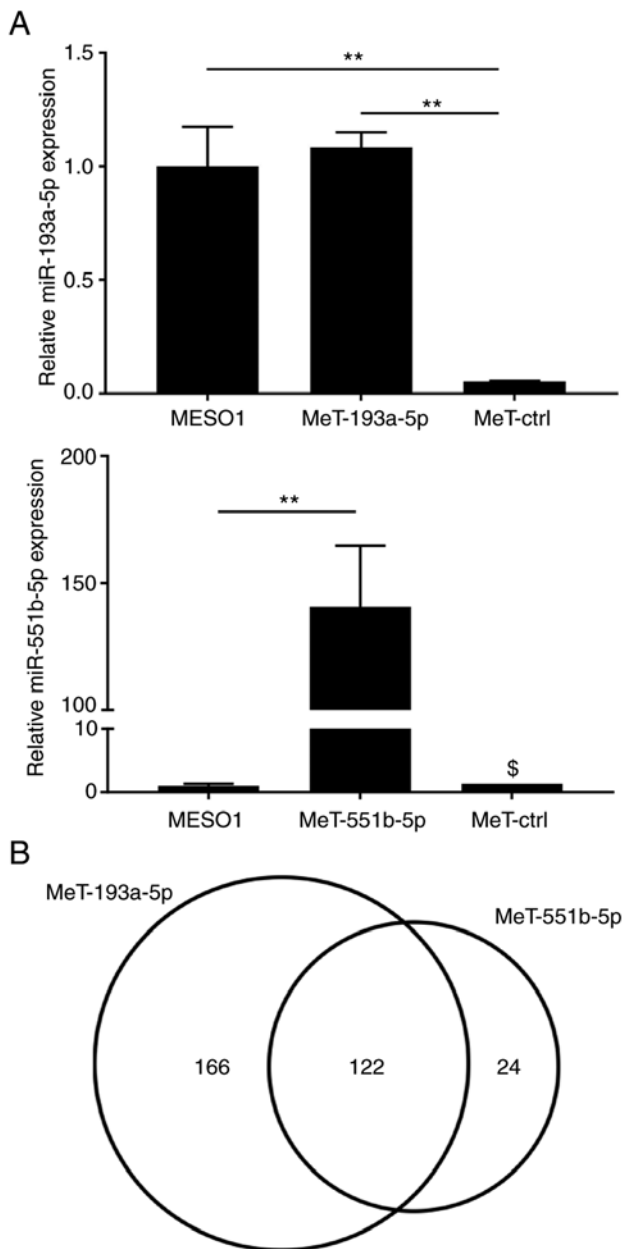 A
Relative miR-193a-5p expression
1.5
1.0
0.5
0.0
**
**
MESO1 MeT-193a-5p MeT-ctrl
Relative miR-551b-5p expression
200
150
100
10
0
**
$
MESO1 MeT-551b-5p MeT-ctrl
B
MeT-193a-5p
MeT-551b-5p
166 122 24